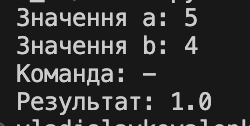 Значення a: 5
Значення b: 4
Команда: -
Результат: 1.0